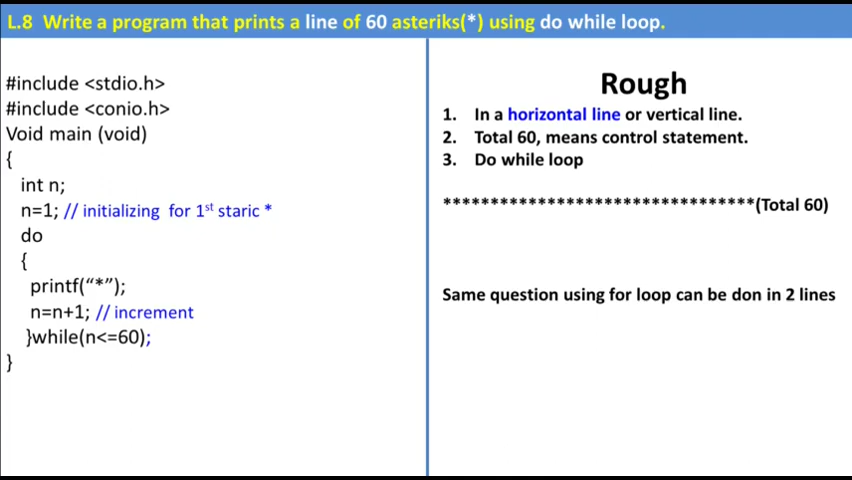 L.8 Write a program that prints a line of 60 asteriks(*) using do while loop.
#include <stdio.h>
#include <conio.h>
Void main (void)
{
int n;
n=1; // initializing for 1st staric *
do
{
printf(“*”);
n=n+1; // increment
}while(n<=60);
}
Rough
1. In a horizontal line or vertical line.
2. Total 60, means control statement.
3. Do while loop
*********************************(Total 60)
Same question using for loop can be don in 2 lines